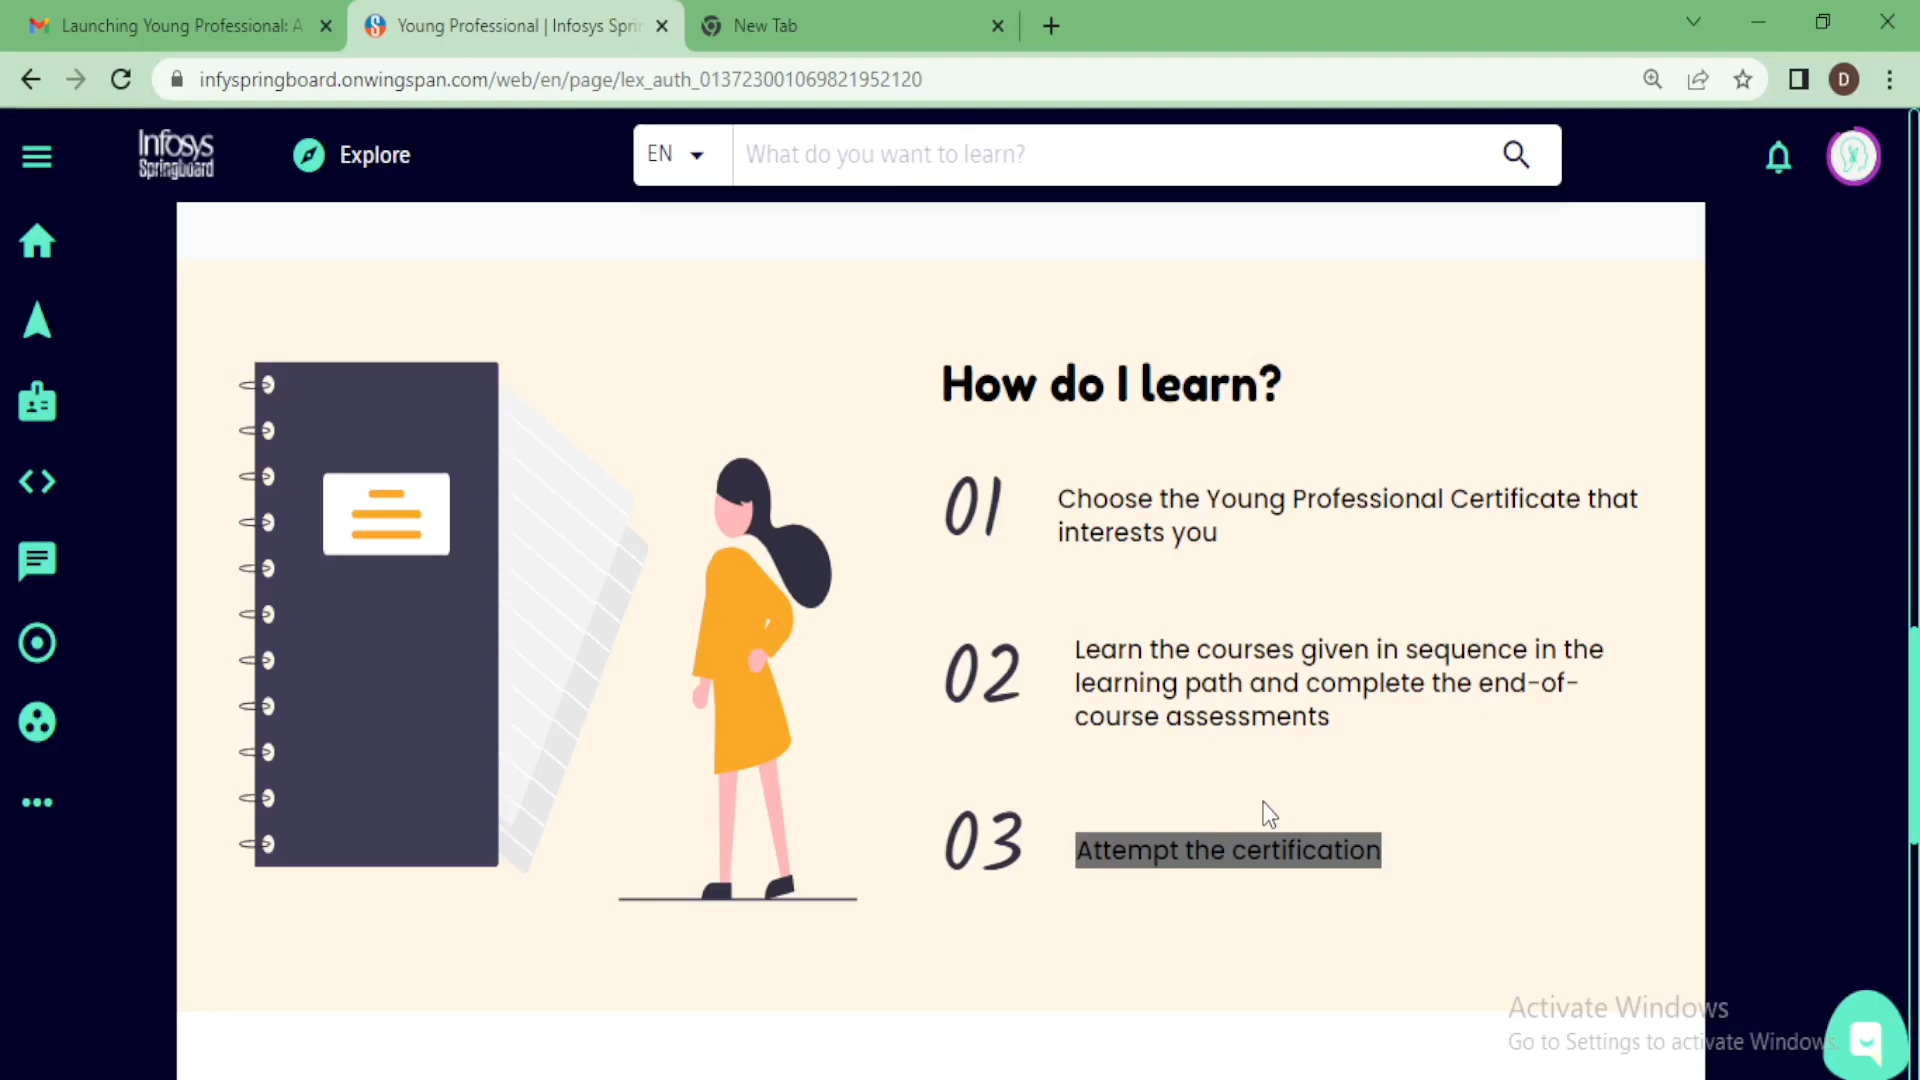 Launching Young Professional: A
Young Professional | Infosys Spri
New Tab
infyspringboard.onwingspan.com/web/en/page/lex_auth_013723001069821952120
D
Infosys
Springboard
Explore
EN
What do you want to learn?
How do I learn?
01
Choose the Young Professional Certificate that
interests you
02
Learn the courses given in sequence in the
learning path and complete the end-of-
course assessments
03
Attempt the certification
Activate Windows
Go to Settings to activate Windows.